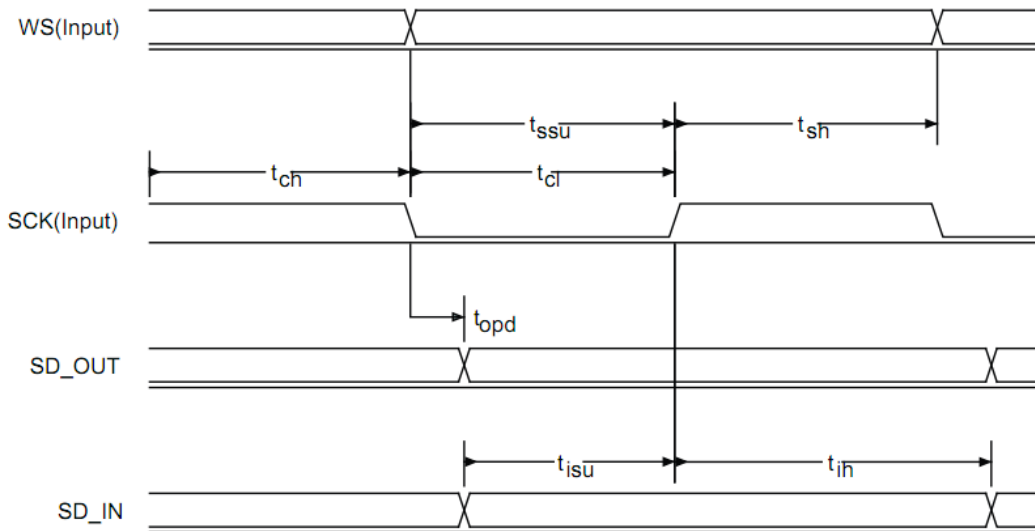 WS(Input)
tssu
tsh
tch
tcl
SCK(Input)
topd
SD_OUT
tisu
tih
SD_IN